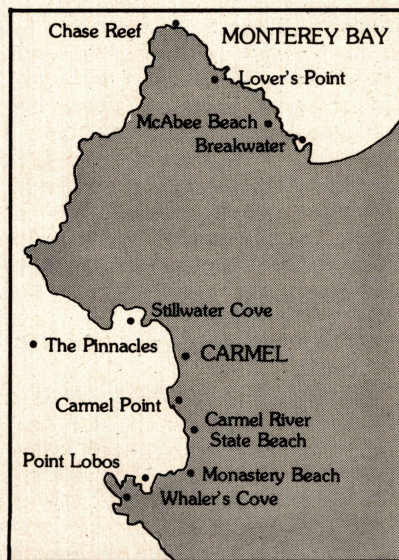 Chase Reef
MONTEREY BAY
Lover's Point
McAbee Beach
Breakwater
Stillwater Cove
The Pinnacles
CARMEL
Carmel Point
Carmel River
State Beach
Point Lobos
Monastery Beach
Whaler's Cove